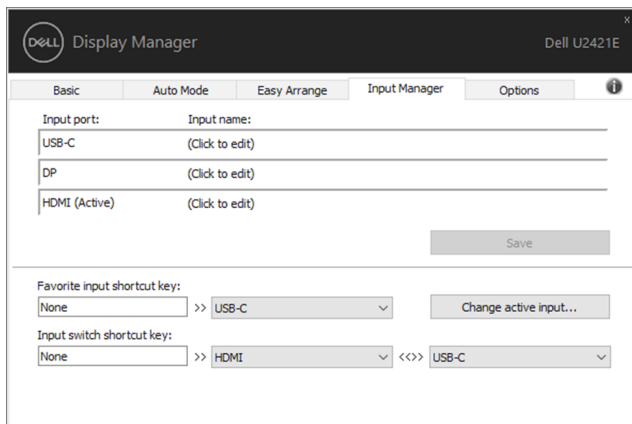 DELL Display Manager Dell U2421E
x
Basic Auto Mode Easy Arrange Input Manager Options i
Input port: Input name:
USB-C (Click to edit)
DP (Click to edit)
HDMI (Active) (Click to edit)
Save
Favorite input shortcut key:
None >> USB-C Change active input...
Input switch shortcut key:
None >> HDMI <<>> USB-C